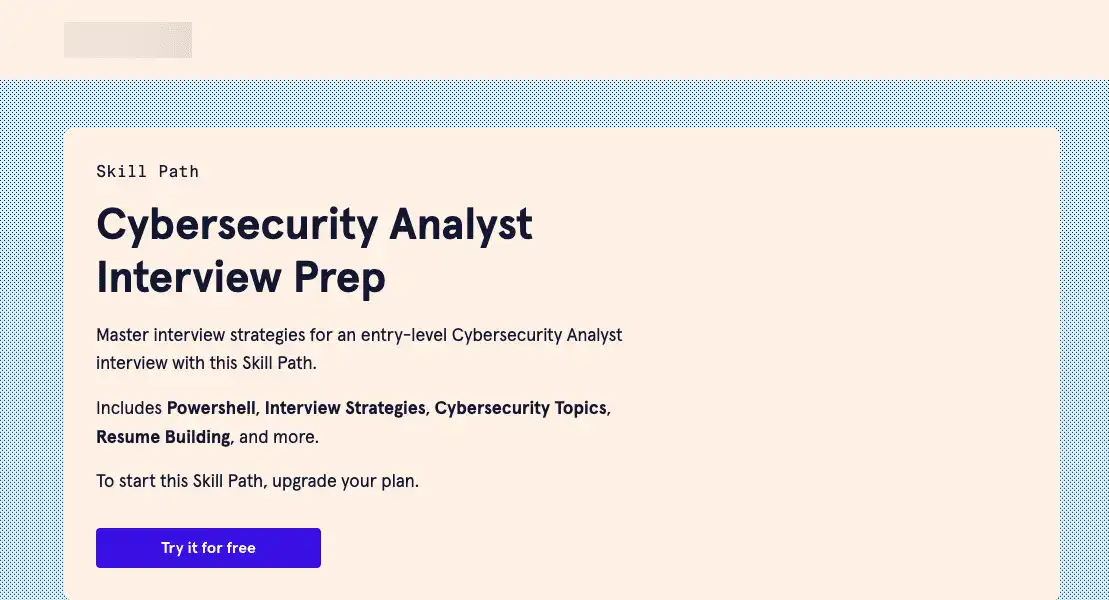 Skill Path
Cybersecurity Analyst
Interview Prep
Master interview strategies for an entry-level Cybersecurity Analyst
interview with this Skill Path.
Includes Powershell, Interview Strategies, Cybersecurity Topics,
Resume Building, and more.
To start this Skill Path, upgrade your plan.
Try it for free